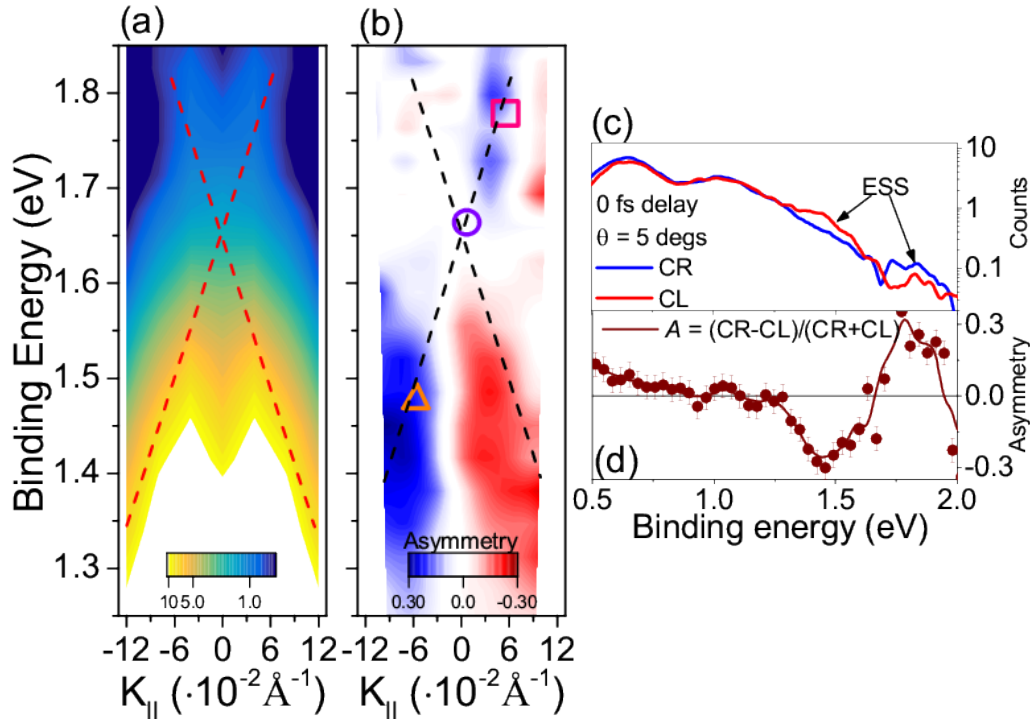 (a)
(b)
Binding Energy (eV)
1.8
1.7
1.6
1.5
1.4
1.3
10 5.0 1.0
-12 -6 0 6 12
K|| (·10-2 Å-1)
Asymmetry
0.30 0.0 -0.30
-12 -6 0 6 12
K|| (·10-2 Å-1)
(c)
ESS
0 fs delay
θ = 5 degs
CR
CL
10
1
0.1
Counts
A = (CR-CL)/(CR+CL)
0.3
0.0
-0.3
Asymmetry
(d)
0.5 1.0 1.5 2.0
Binding energy (eV)